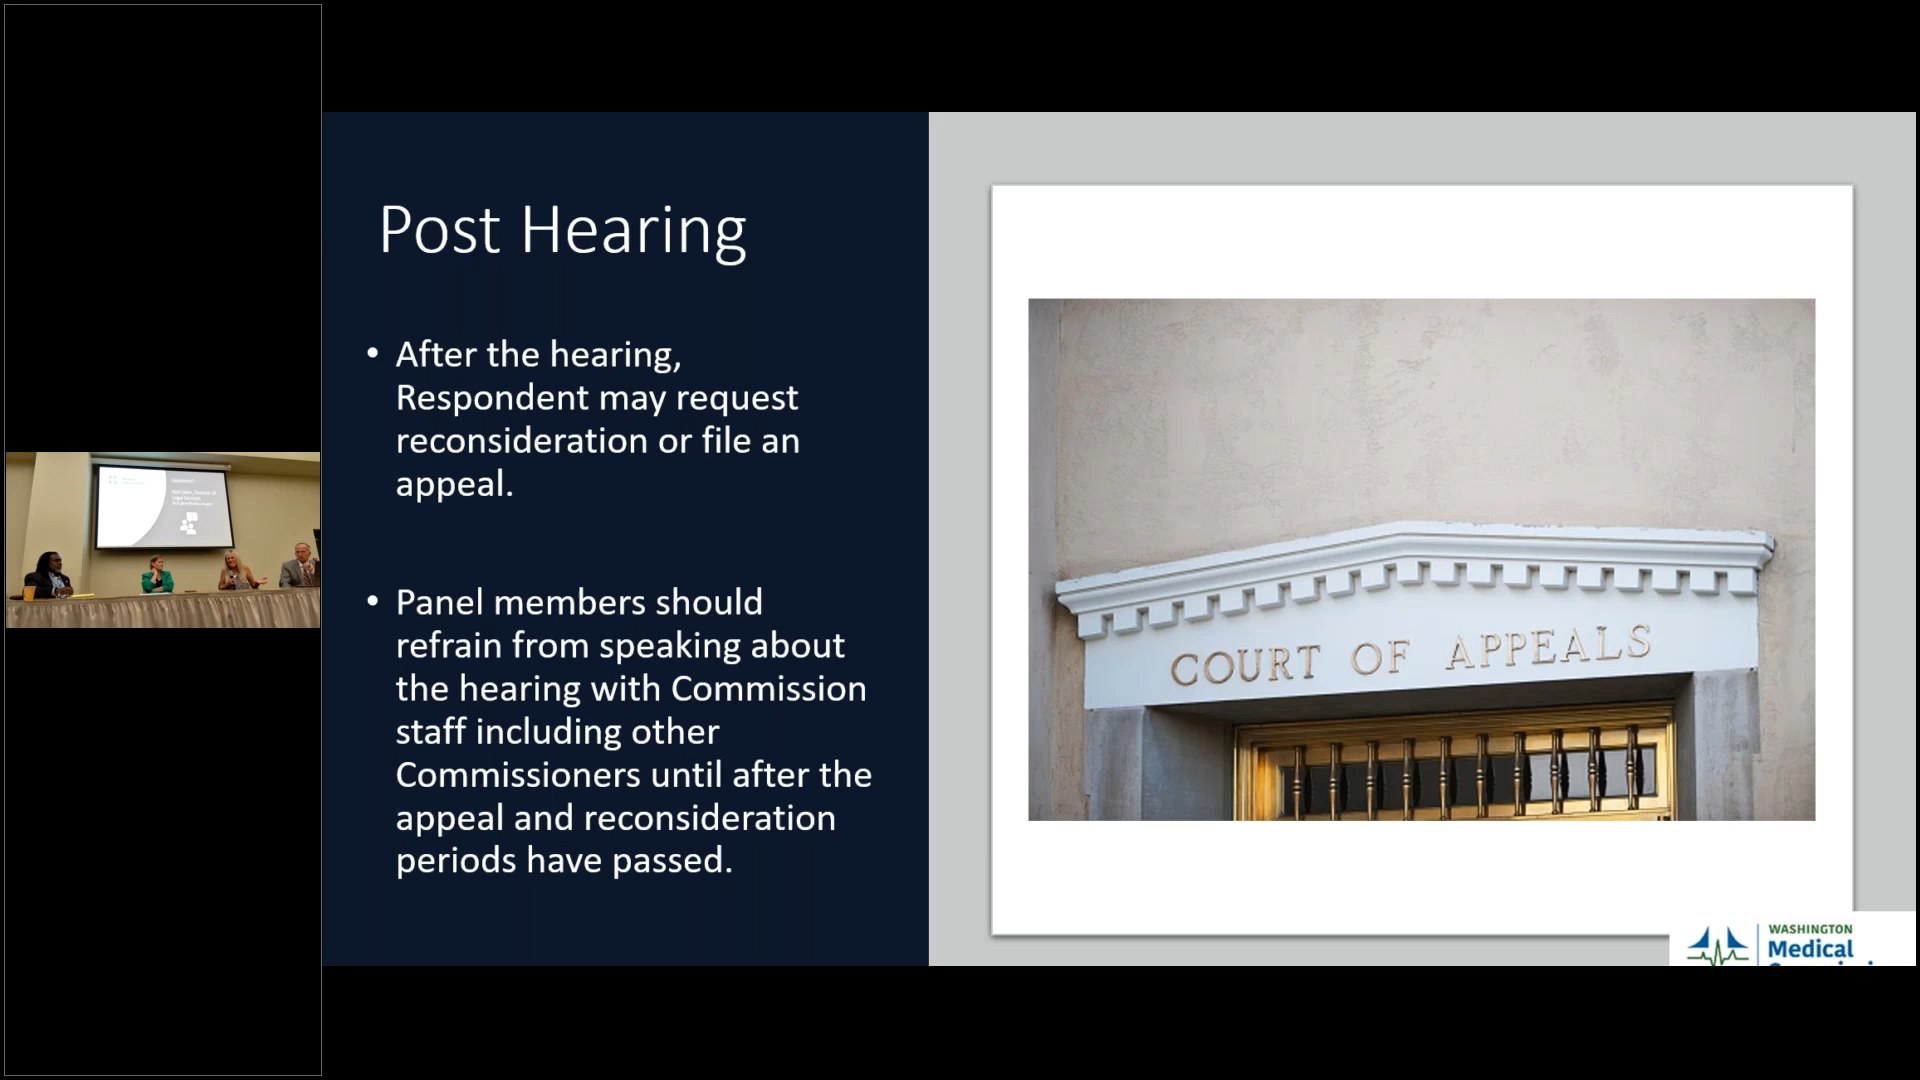 Post Hearing
• After the hearing,
Respondent may request
reconsideration or file an
appeal.
• Panel members should
refrain from speaking about
the hearing with Commission
staff including other
Commissioners until after the
appeal and reconsideration
periods have passed.
COURT OF APPEALS
WASHINGTON
Medical